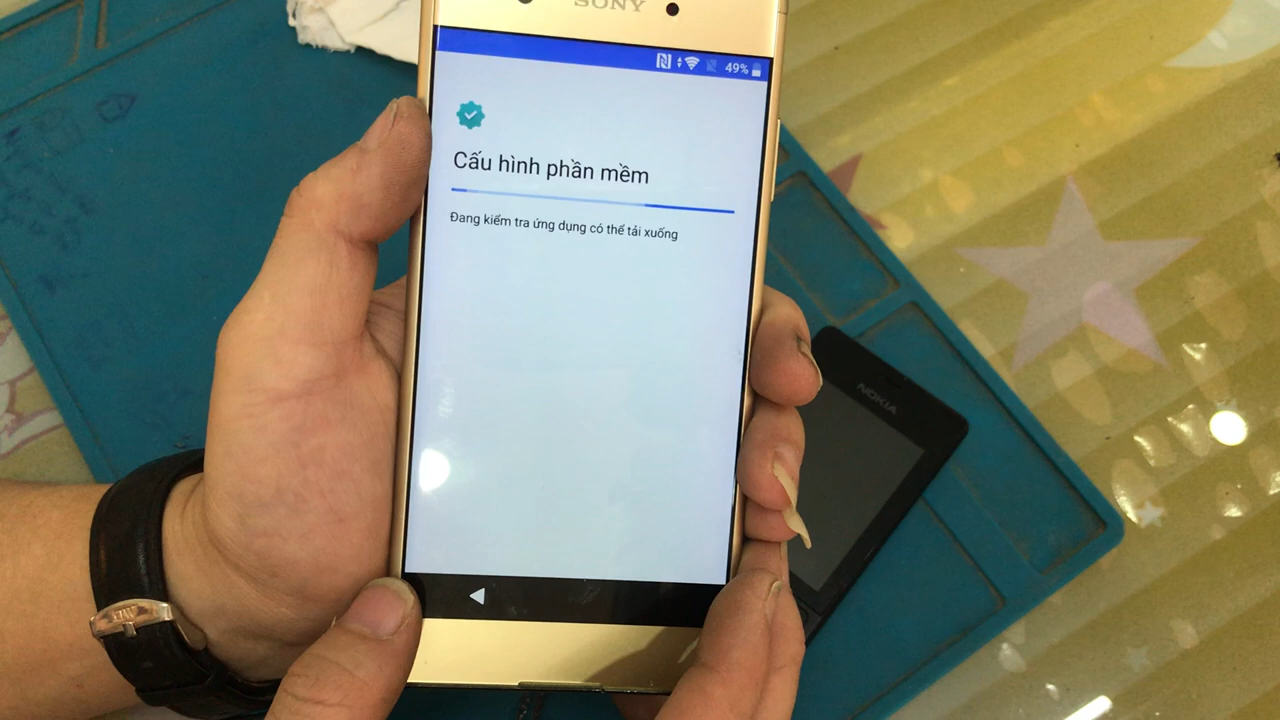 SONY
49%
Cấu hình phần mềm
Đang kiểm tra ứng dụng có thể tải xuống
NOKIA